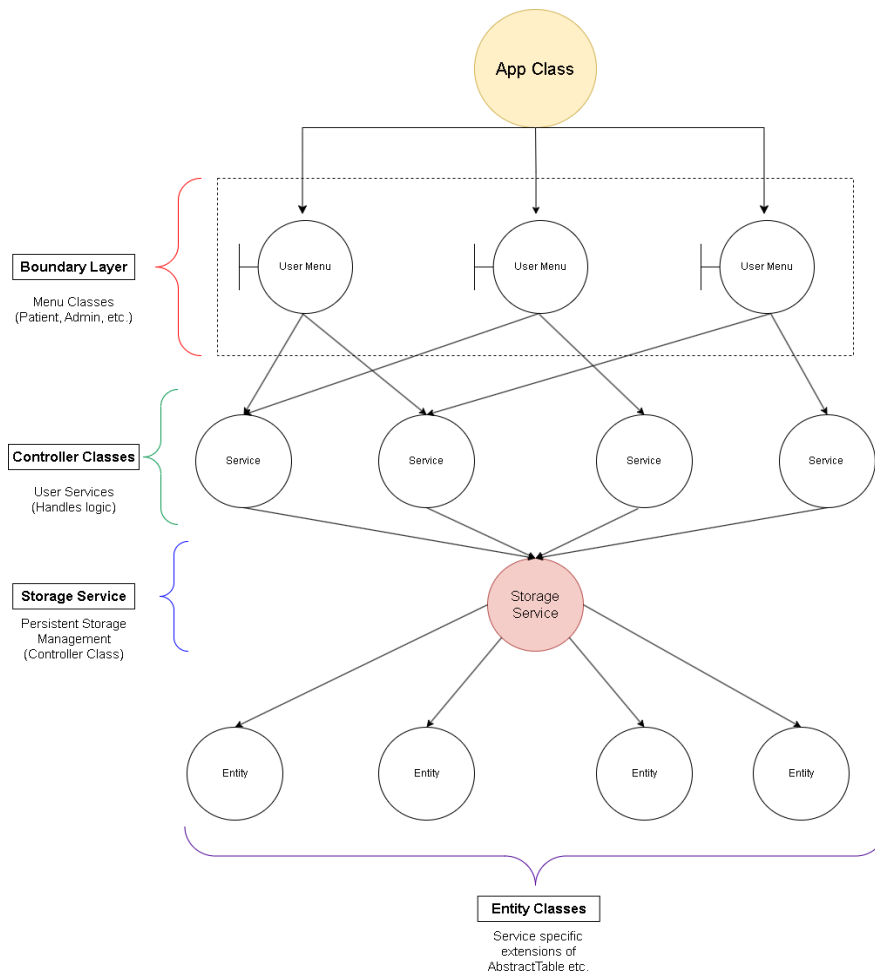 App Class
User Menu
User Menu
User Menu
Boundary Layer
Menu Classes
(Patient, Admin, etc.)
Service
Service
Service
Service
Controller Classes
User Services
(Handles logic)
Storage
Service
Storage Service
Persistent Storage
Management
(Controller Class)
Entity
Entity
Entity
Entity
Entity Classes
Service specific
extensions of
AbstractTable etc.